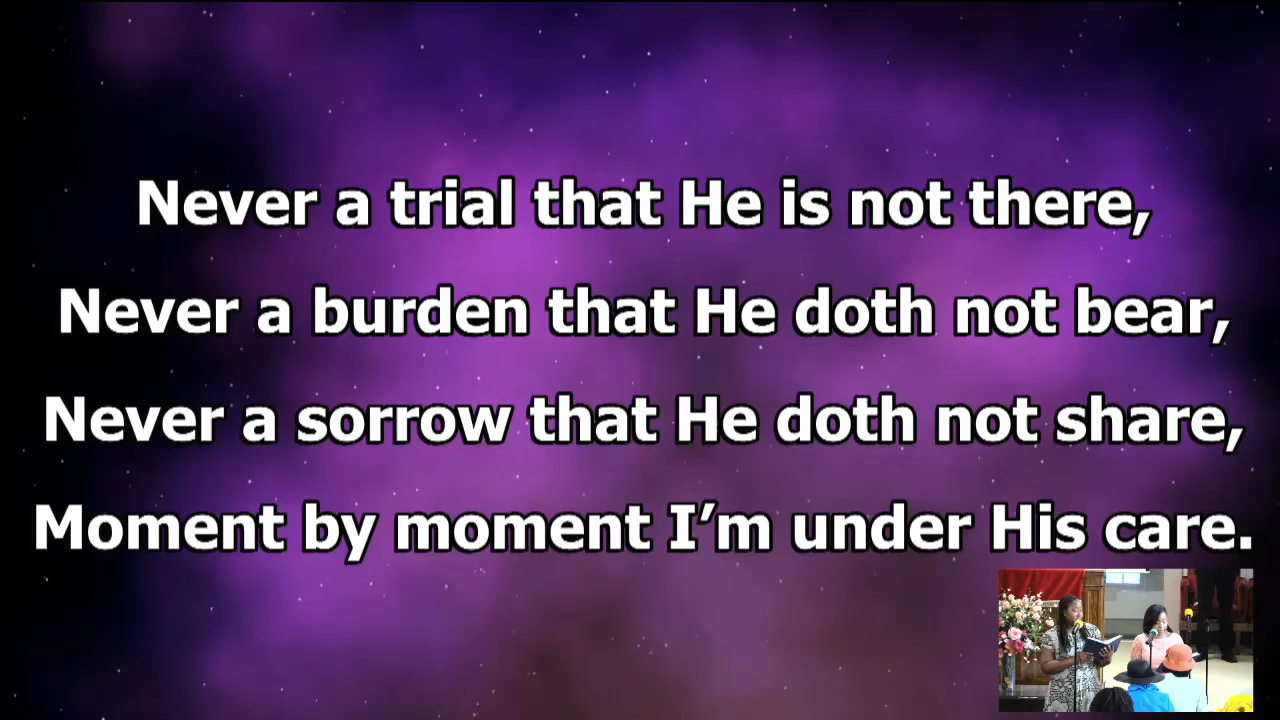 Never a trial that He is not there,
Never a burden that He doth not bear,
Never a sorrow that He doth not share,
Moment by moment I’m under His care.